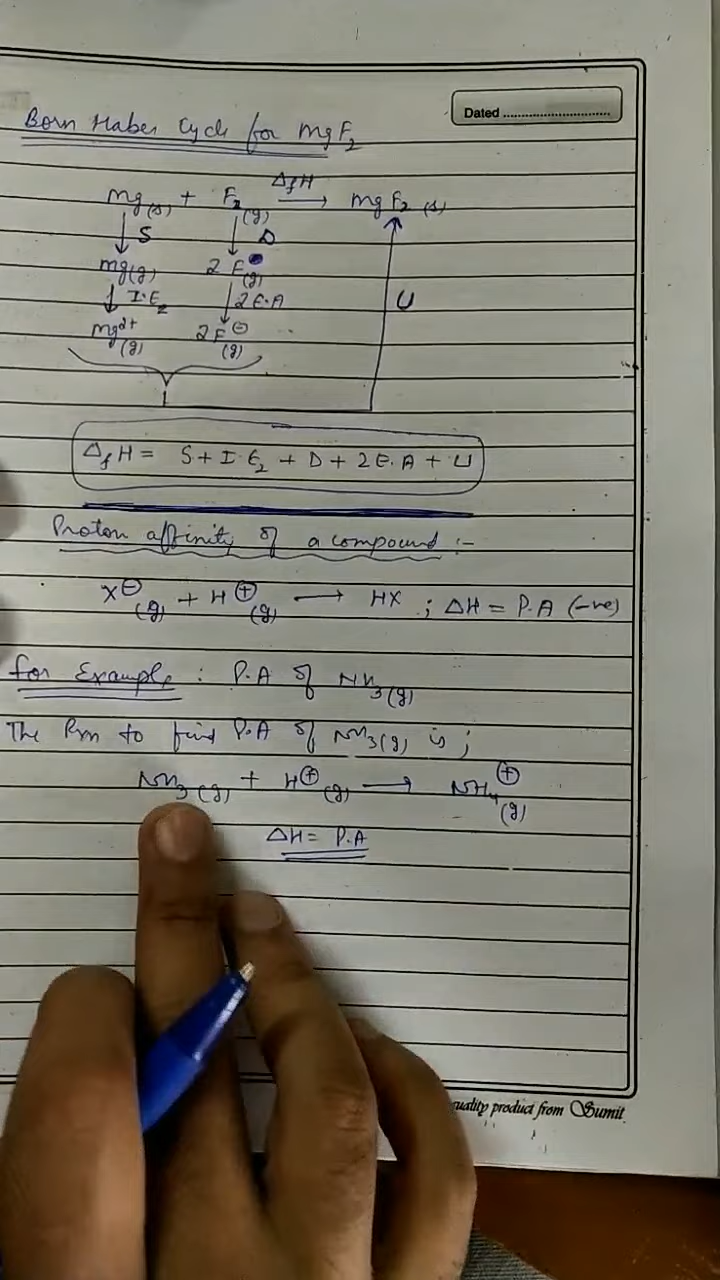 Dated ..............................
Born Haber Cycle for MgF₂
Mg(s) + F₂(g) ΔfH → MgF₂(s)
↓ S ↓ D
Mg(g) 2F(g)
↓ I.E₂ ↓ 2E.A U
Mg²⁺(g) 2F⊖(g)
ΔfH = S + I.E₂ + D + 2E.A + U
Proton affinity of a compound :-
X⊖(g) + H⊕(g) → HX ; ΔH = P.A (-ve)
for Example : P.A of NH₃(g)
The Rxn to find P.A of NH₃(g) is ;
NH₃(g) + H⊕(g) → NH₄⊕(g)
ΔH = P.A
product from Sumit